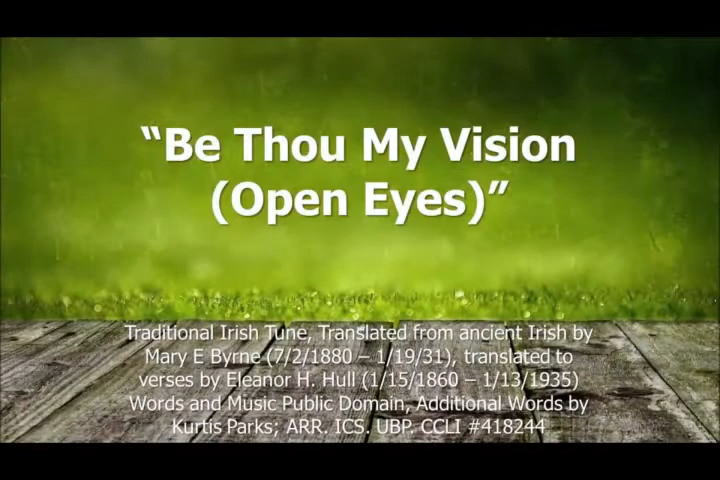 “Be Thou My Vision
(Open Eyes)”
Traditional Irish Tune, Translated from ancient Irish by
Mary E Byrne (7/2/1880 – 1/19/31), translated to
verses by Eleanor H. Hull (1/15/1860 – 1/13/1935)
Words and Music Public Domain, Additional Words by
Kurtis Parks; ARR. ICS. UBP. CCLI #418244